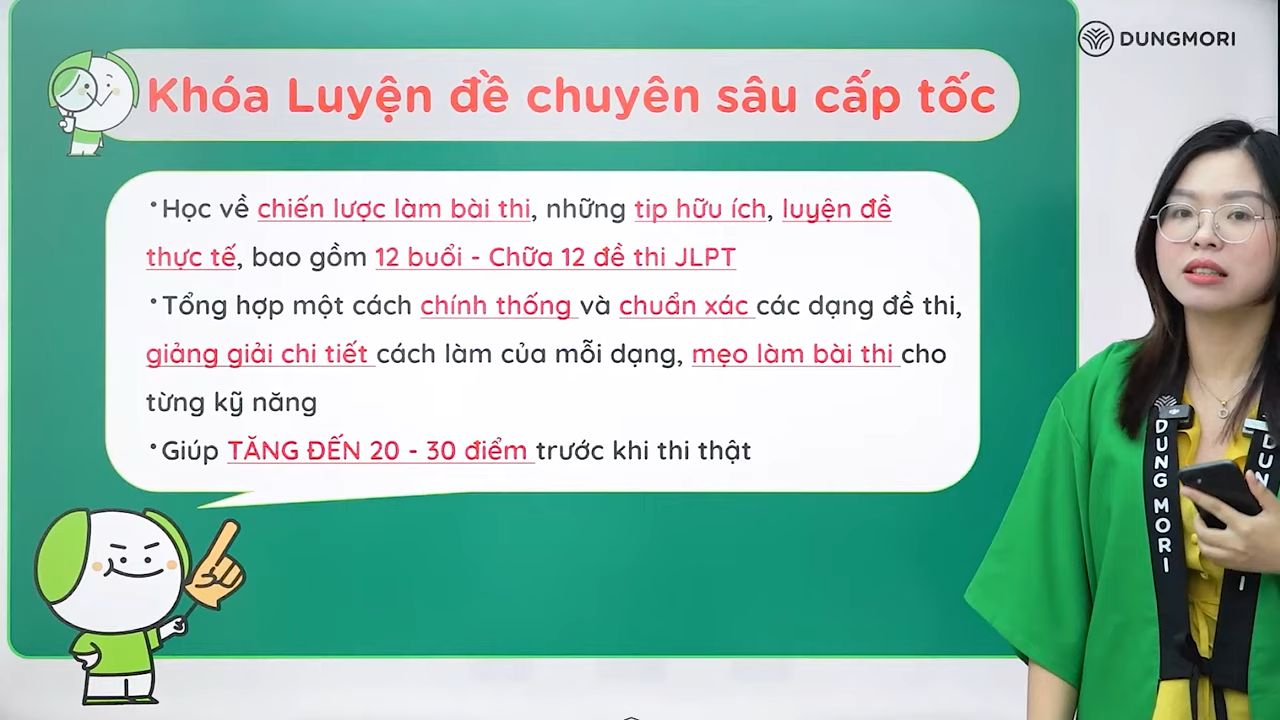 DUNGMORI
Khóa Luyện đề chuyên sâu cấp tốc
•Học về chiến lược làm bài thi, những tip hữu ích, luyện đề
thực tế, bao gồm 12 buổi - Chữa 12 đề thi JLPT
•Tổng hợp một cách chính thống và chuẩn xác các dạng đề thi,
giảng giải chi tiết cách làm của mỗi dạng, mẹo làm bài thi cho
từng kỹ năng
•Giúp TĂNG ĐẾN 20 - 30 điểm trước khi thi thật
DUNG MORI
DUN
I